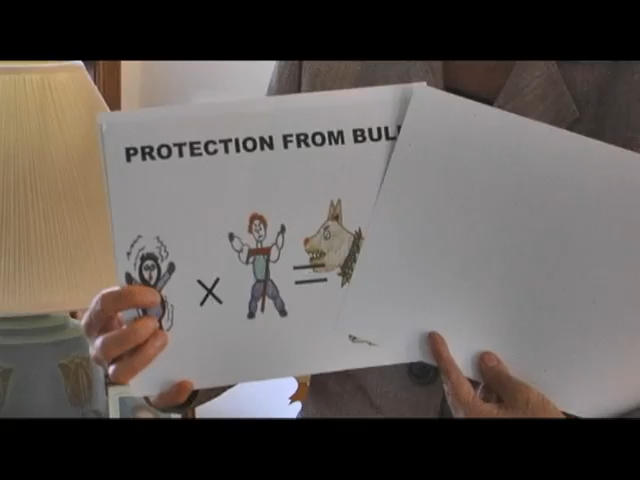 PROTECTION FROM BUL
X =